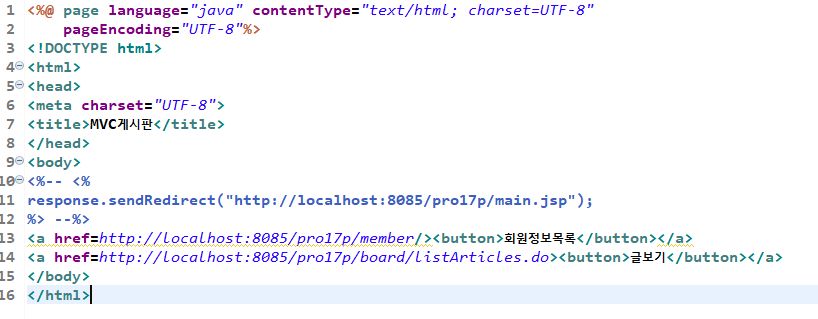 1 <%@ page language="java" contentType="text/html; charset=UTF-8"
2     pageEncoding="UTF-8"%>
3 <!DOCTYPE html>
4 <html>
5 <head>
6 <meta charset="UTF-8">
7 <title>MVC게시판</title>
8 </head>
9 <body>
10 <%-- <%
11 response.sendRedirect("http://localhost:8085/pro17p/main.jsp");
12 %> --%>
13 <a href=http://localhost:8085/pro17p/member/><button>회원정보목록</button></a>
14 <a href=http://localhost:8085/pro17p/board/listArticles.do><button>글보기</button></a>
15 </body>
16 </html>